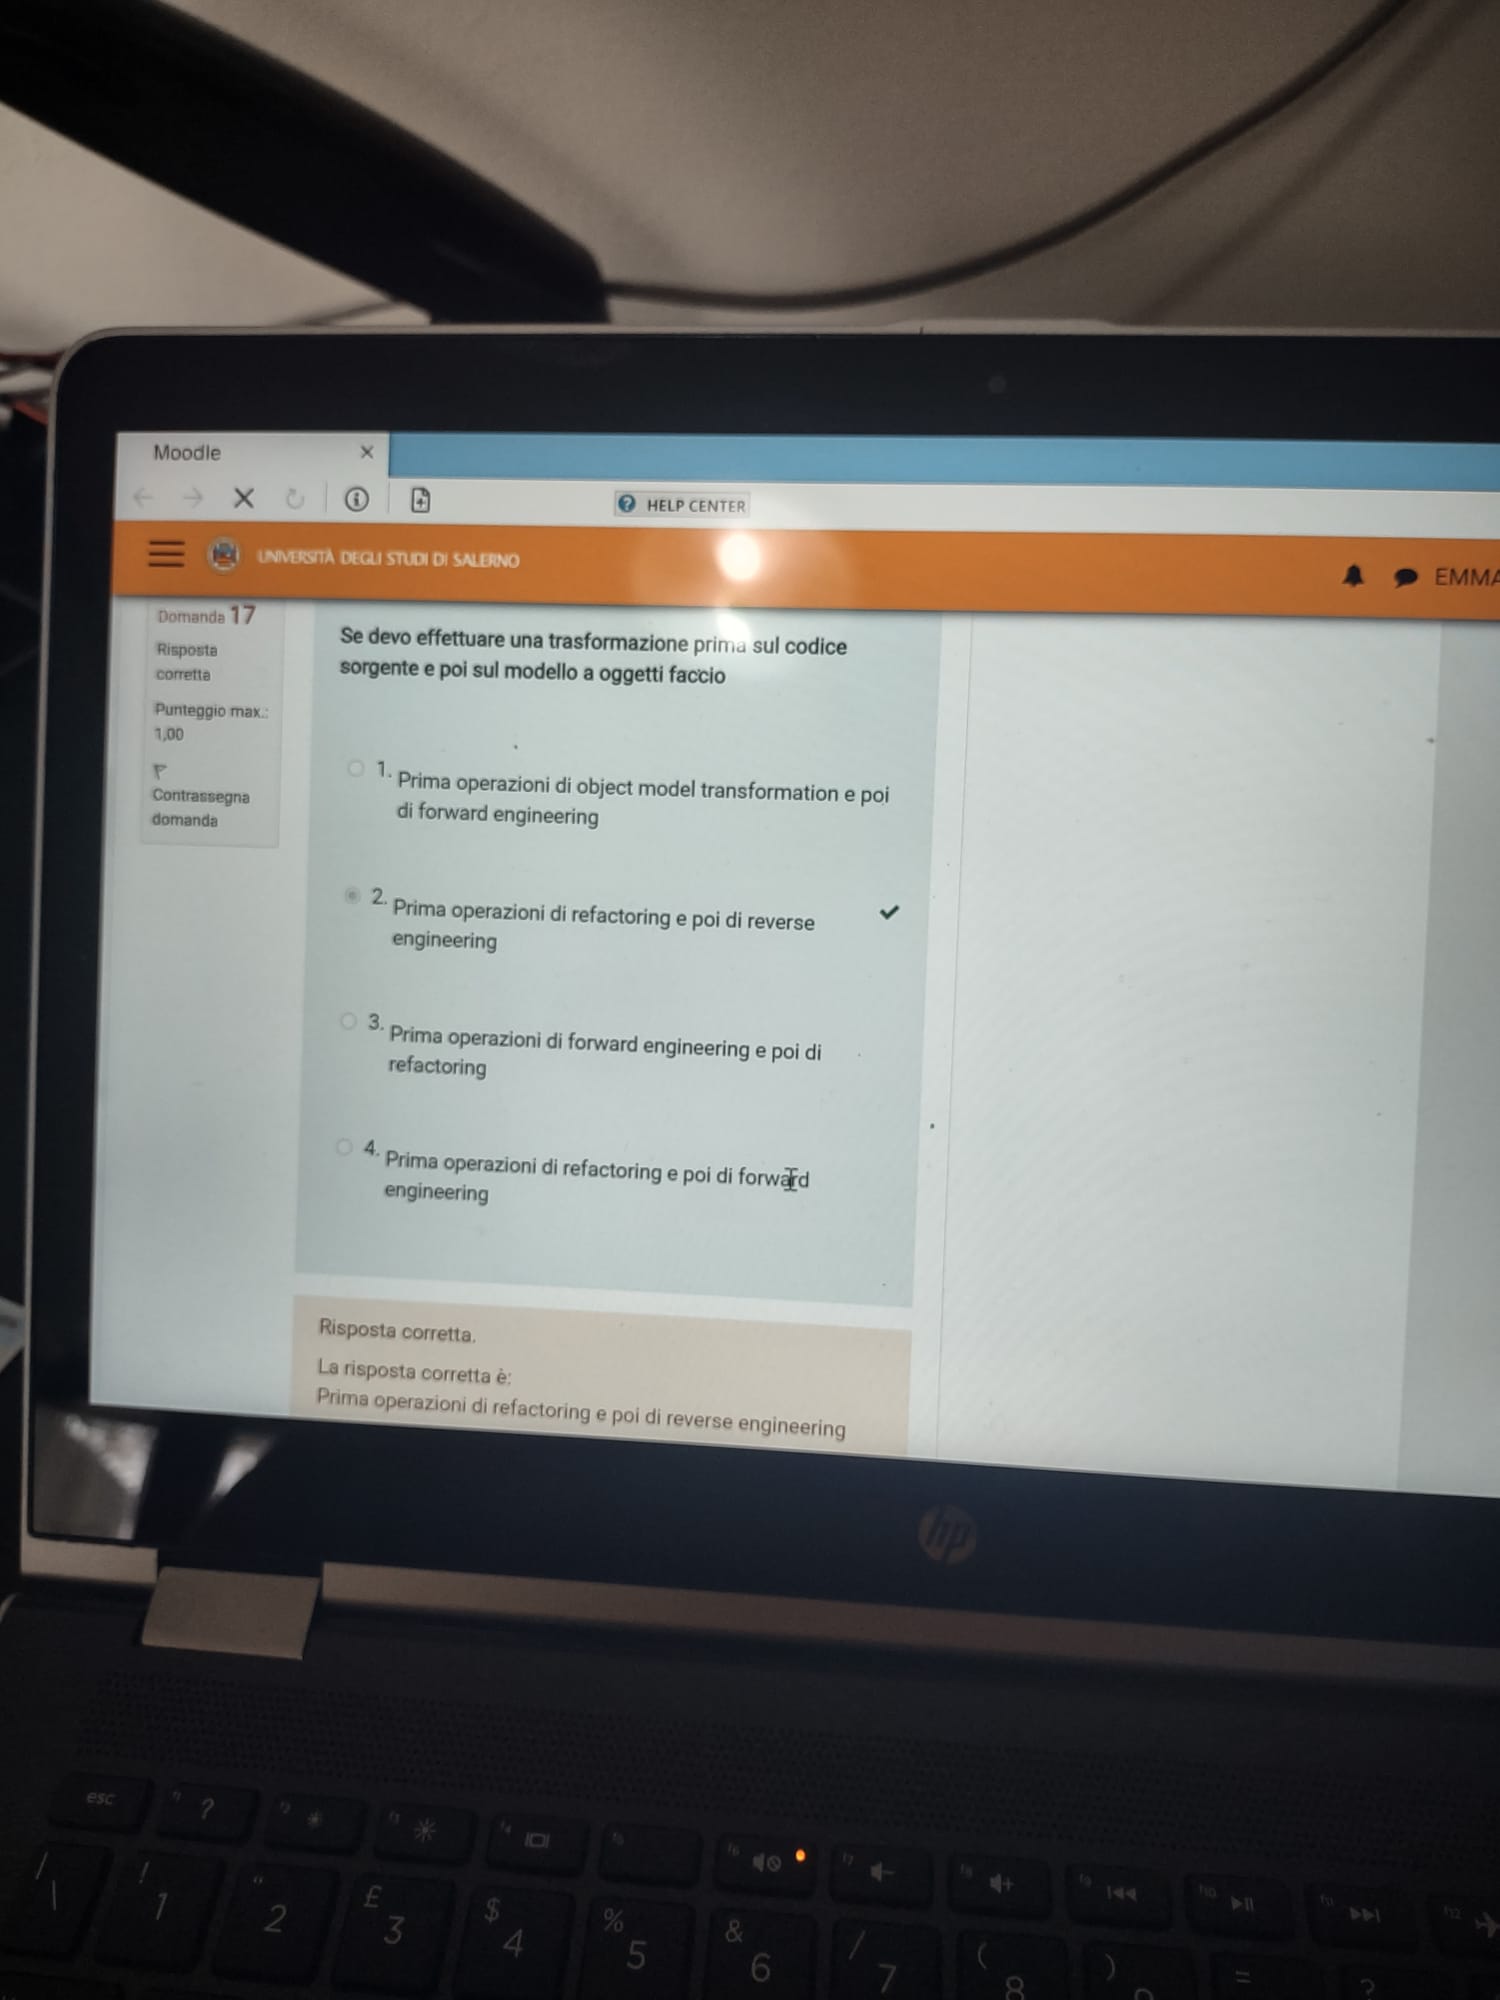 Moodle
HELP CENTER
UNIVERSITÀ DEGLI STUDI DI SALERNO
EMMA
Domanda 17
Risposta
corretta
Punteggio max.:
1,00
Contrassegna
domanda
Se devo effettuare una trasformazione prima sul codice
sorgente e poi sul modello a oggetti faccio
1. Prima operazioni di object model transformation e poi
di forward engineering
2. Prima operazioni di refactoring e poi di reverse
engineering
3. Prima operazioni di forward engineering e poi di
refactoring
4. Prima operazioni di refactoring e poi di forward
engineering
Risposta corretta.
La risposta corretta è:
Prima operazioni di refactoring e poi di reverse engineering
hp
esc ?
! " £ $ % & / ( ) = ?
\ 1 2 3 4 5 6 7 8